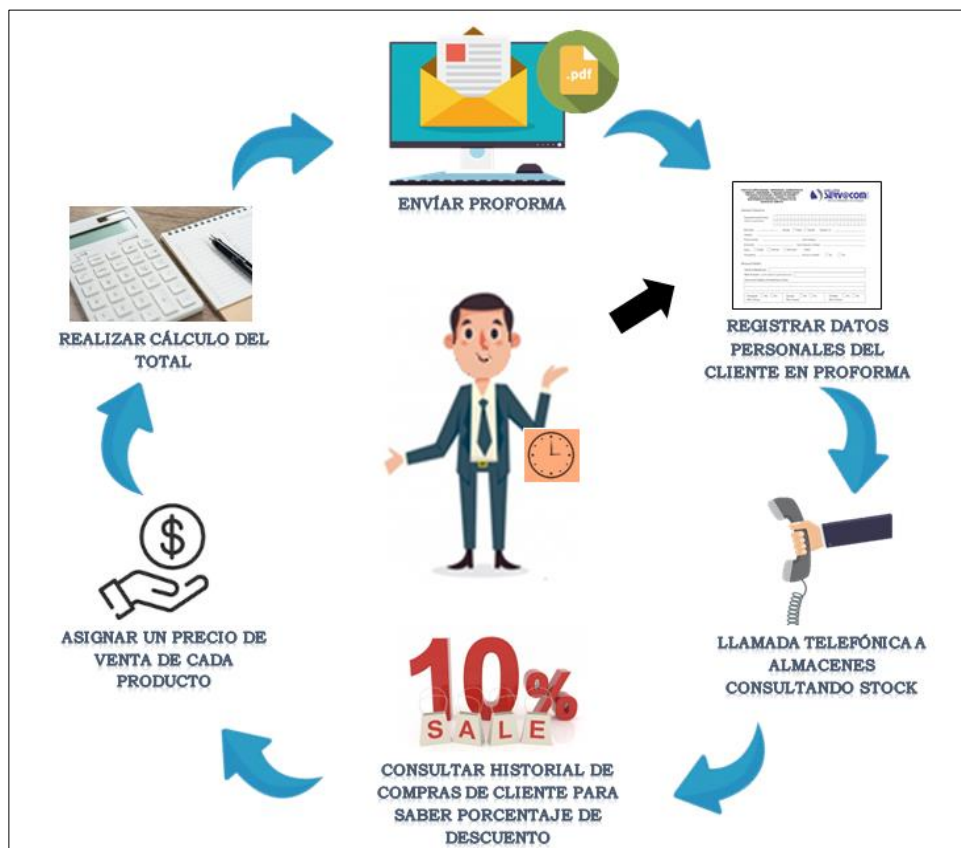 .pdf
ENVÍAR PROFORMA
Servocom
REGISTRAR DATOS
PERSONALES DEL
CLIENTE EN PROFORMA
LLAMADA TELEFÓNICA A
ALMACENES
CONSULTANDO STOCK
10%
SALE
CONSULTAR HISTORIAL DE
COMPRAS DE CLIENTE PARA
SABER PORCENTAJE DE
DESCUENTO
ASIGNAR UN PRECIO DE
VENTA DE CADA
PRODUCTO
$
REALIZAR CÁLCULO DEL
TOTAL